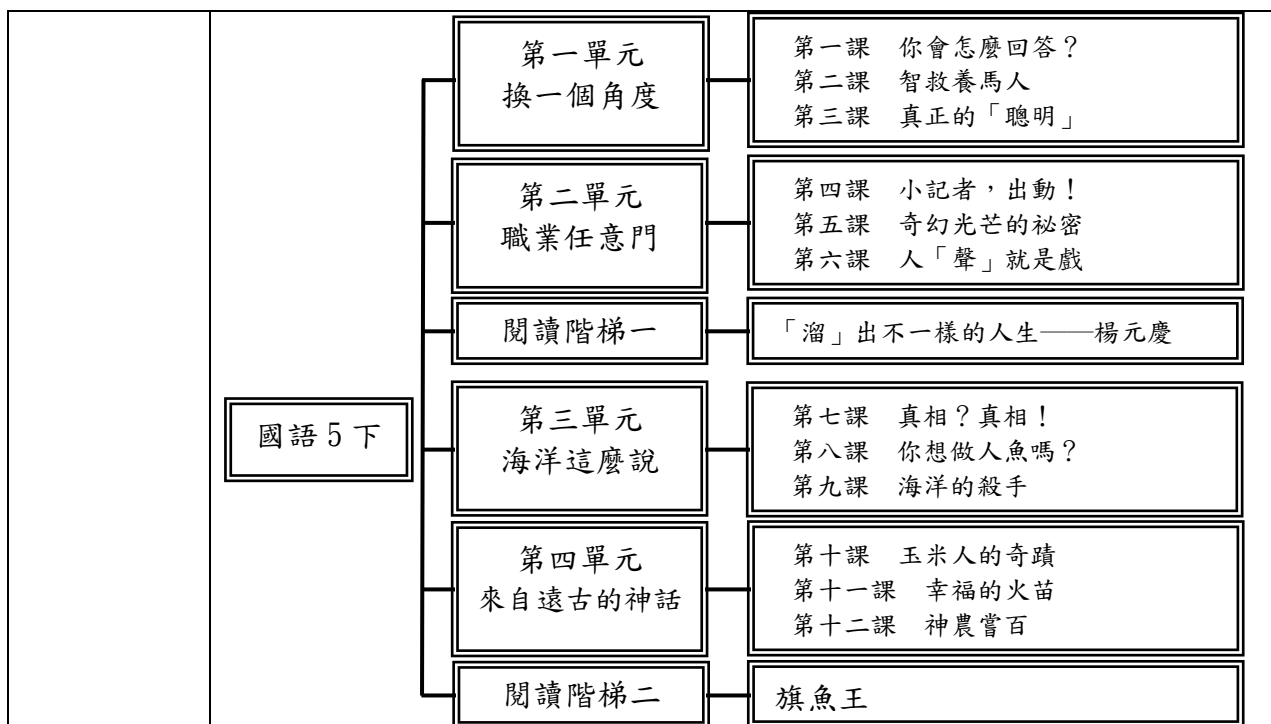 國語5下
第一單元
換一個角度
第一課　你會怎麼回答？
第二課　智救養馬人
第三課　真正的「聰明」
第二單元
職業任意門
第四課　小記者，出動！
第五課　奇幻光芒的祕密
第六課　人「聲」就是戲
閱讀階梯一
「溜」出不一樣的人生——楊元慶
第三單元
海洋這麼說
第七課　真相？真相！
第八課　你想做人魚嗎？
第九課　海洋的殺手
第四單元
來自遠古的神話
第十課　玉米人的奇蹟
第十一課　幸福的火苗
第十二課　神農嘗百
閱讀階梯二
旗魚王